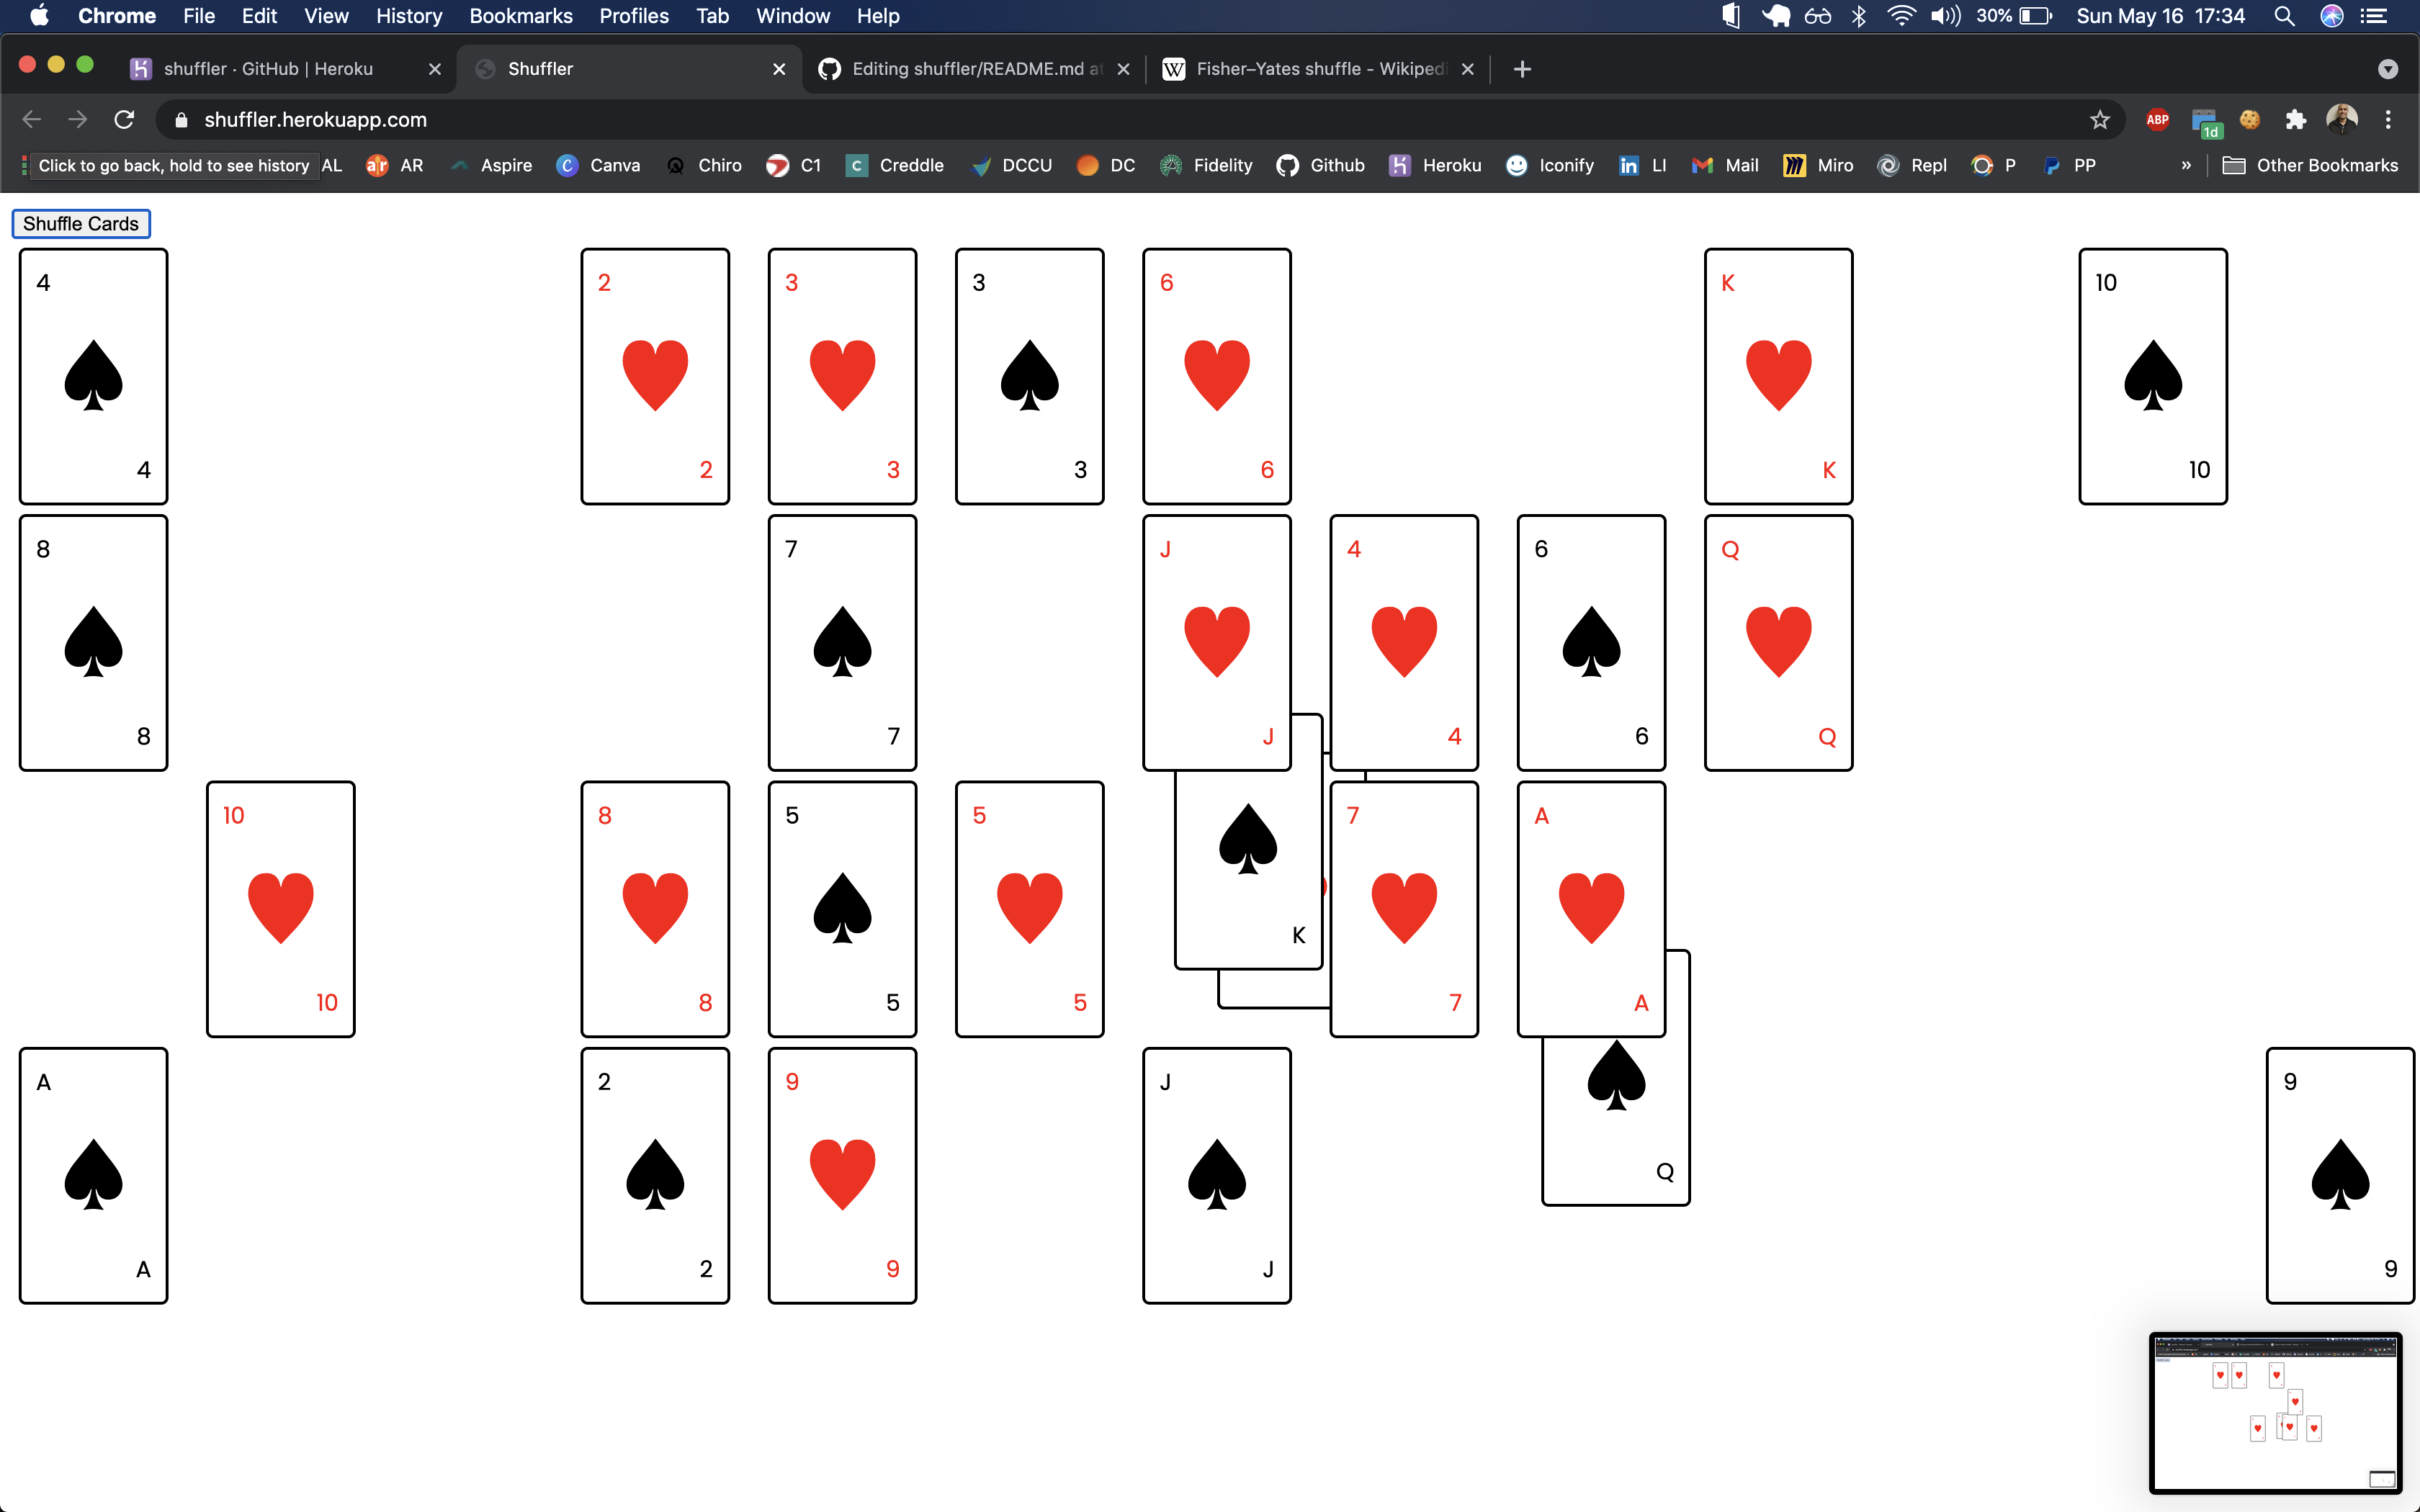 Chrome File Edit View History Bookmarks Profiles Tab Window Help 30% Sun May 16 17:34
shuffler · GitHub | Heroku Shuffler Editing shuffler/README.md at Fisher–Yates shuffle - Wikipedi
shuffler.herokuapp.com ABP 1d
Click to go back, hold to see history AL AR Aspire Canva Chiro C1 Creddle DCCU DC Fidelity Github Heroku Iconify LI Mail Miro Repl P PP » Other Bookmarks
Shuffle Cards
4 2 3 3 6 K 10
4 2 3 3 6 K 10
8 7 J 4 6 Q
8 7 J 4 6 Q
10 8 5 5 7 A
K
10 8 5 5 7 A
A 2 9 J 9
Q
A 2 9 J 9